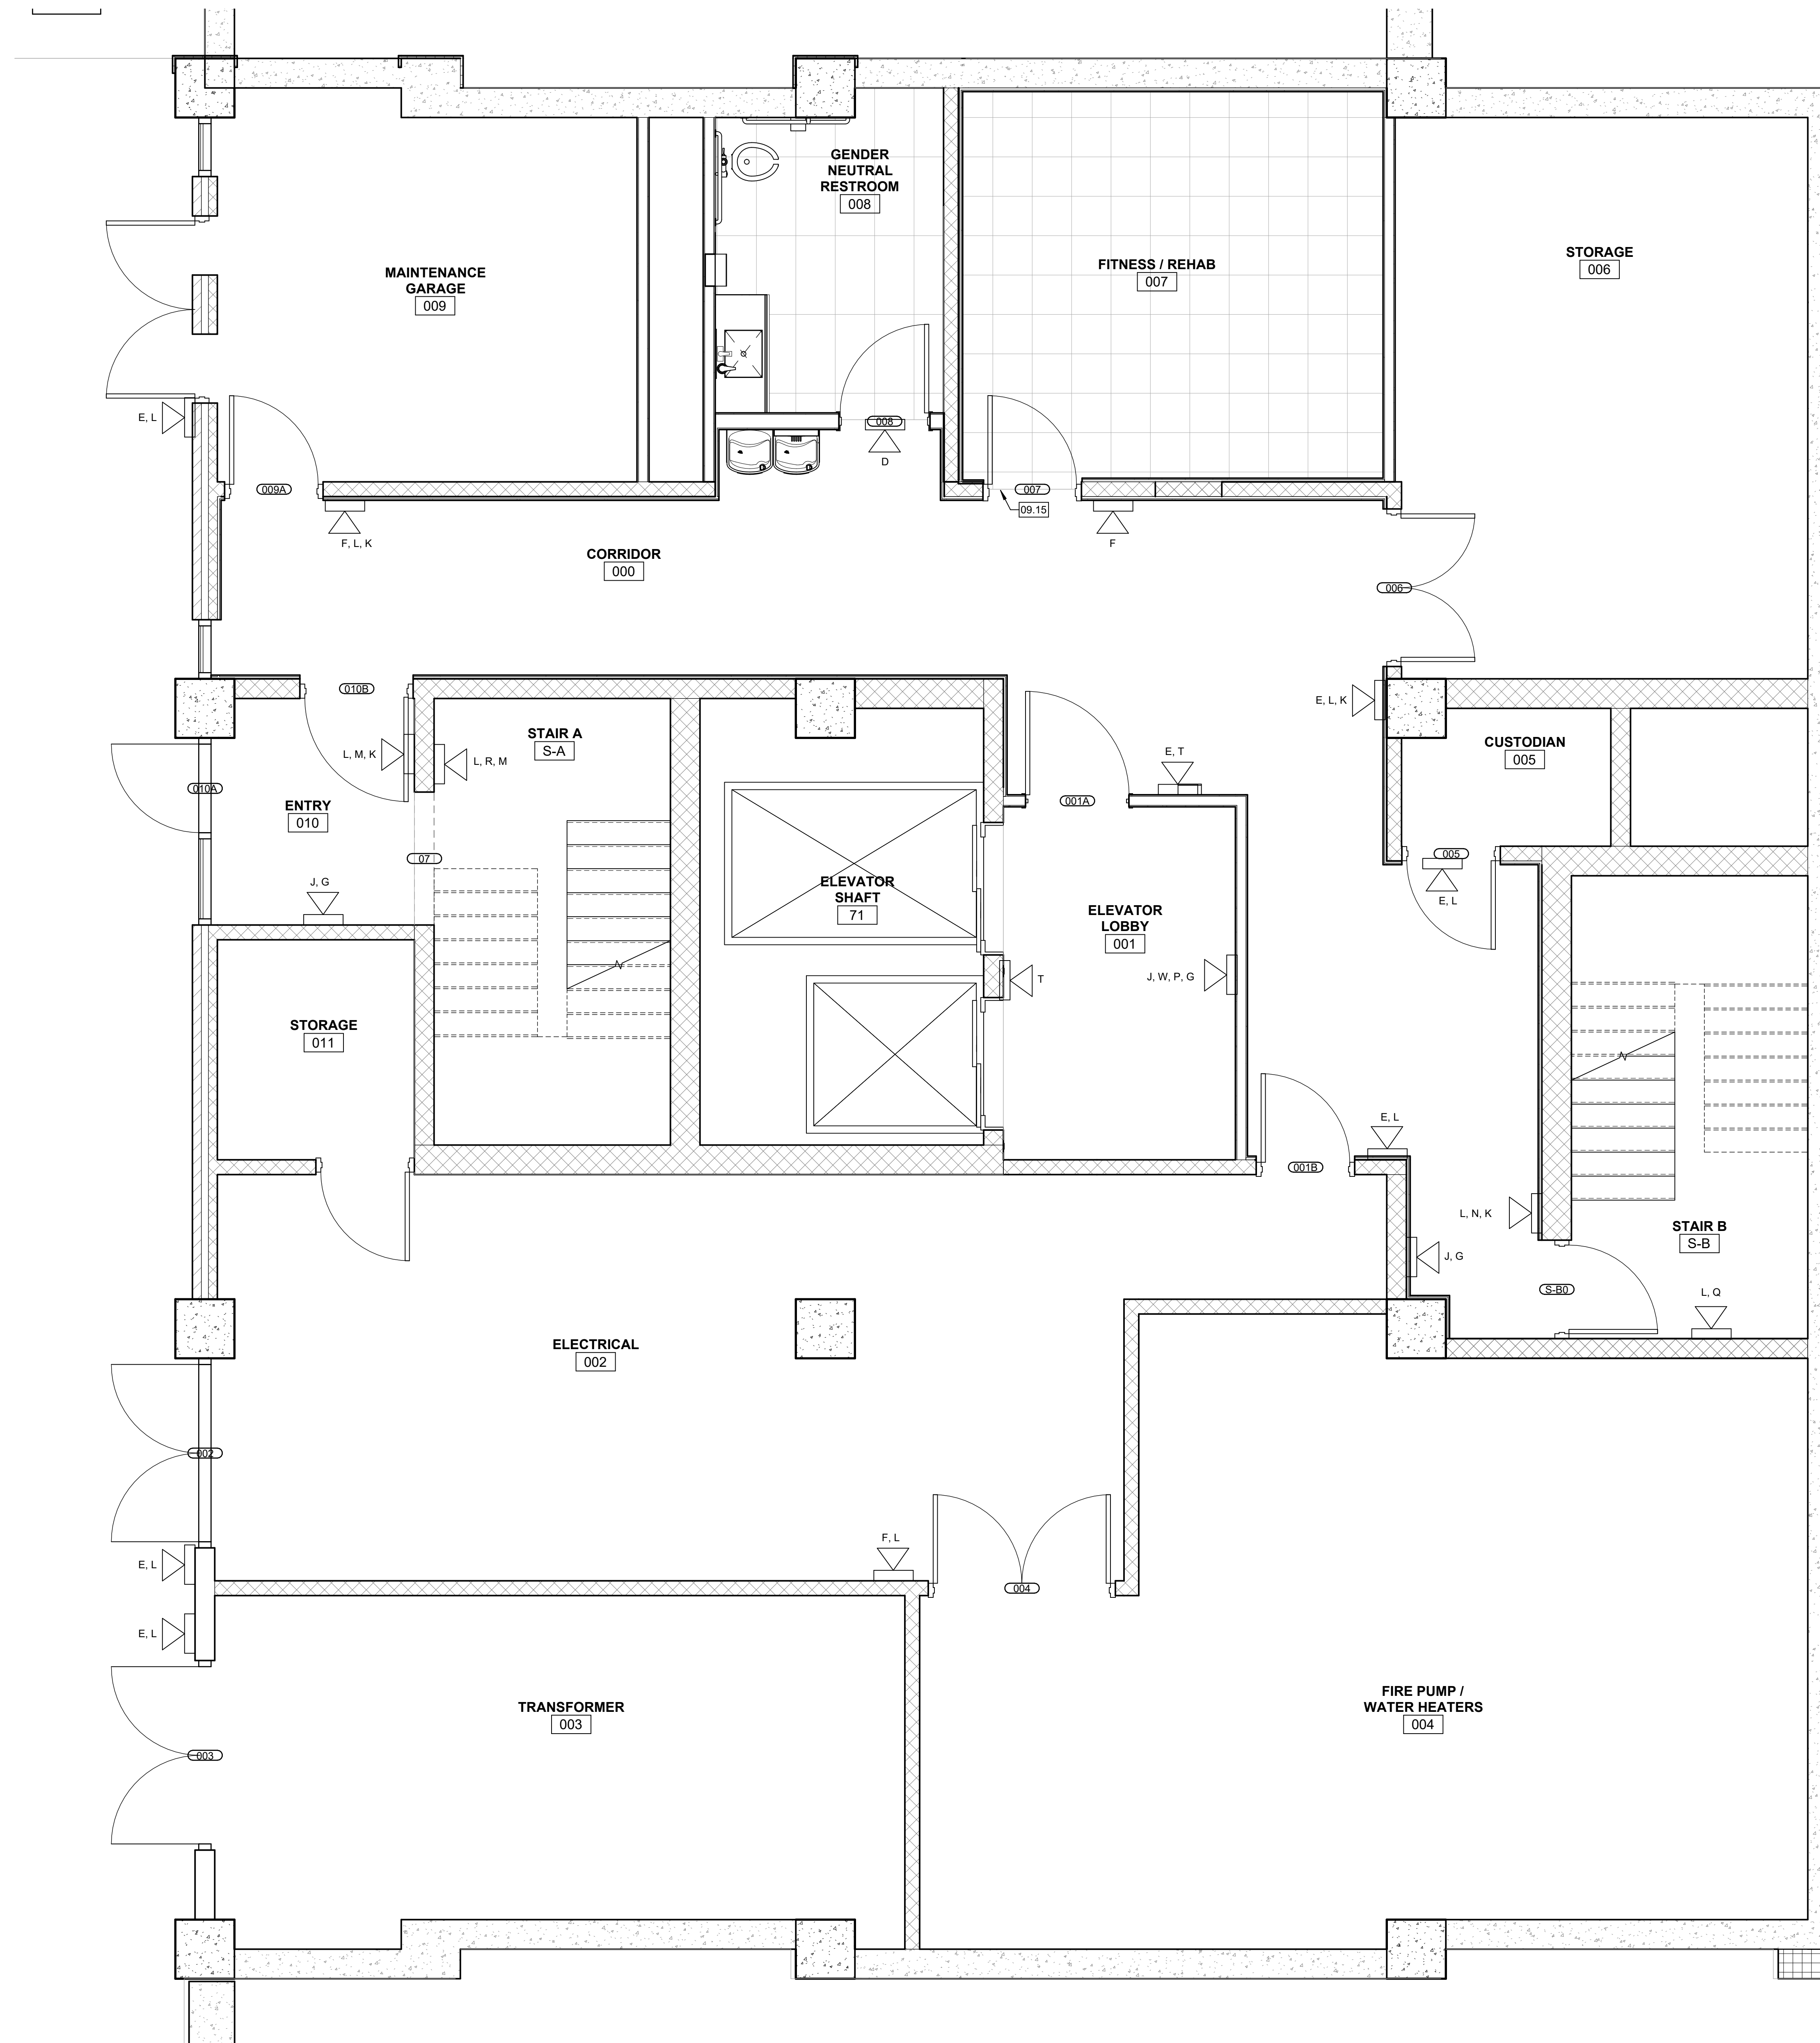 GENDER
NEUTRAL
RESTROOM
008
STORAGE
006
FITNESS / REHAB
007
MAINTENANCE
GARAGE
009
E, L
008
D
009A
007
09.15
F, L, K
F
CORRIDOR
000
006
010B
E, L, K
STAIR A
S-A
CUSTODIAN
005
L, M, K
L, R, M
E, T
010A
ENTRY
010
001A
07
005
J, G
ELEVATOR
SHAFT
71
E, L
ELEVATOR
LOBBY
001
T
J, W, P, G
STORAGE
011
E, L
001B
L, N, K
STAIR B
S-B
J, G
S-B0
L, Q
ELECTRICAL
002
002
F, L
E, L
004
E, L
FIRE PUMP /
WATER HEATERS
004
TRANSFORMER
003
003